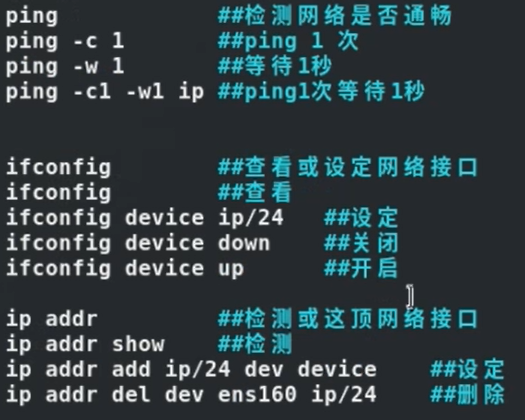 ping ##检测网络是否通畅
ping -c 1 ##ping 1 次
ping -w 1 ##等待1秒
ping -c1 -w1 ip ##ping1次等待1秒
ifconfig ##查看或设定网络接口
ifconfig ##查看
ifconfig device ip/24 ##设定
ifconfig device down ##关闭
ifconfig device up ##开启
ip addr ##检测或这顶网络接口
ip addr show ##检测
ip addr add ip/24 dev device ##设定
ip addr del dev ens160 ip/24 ##删除